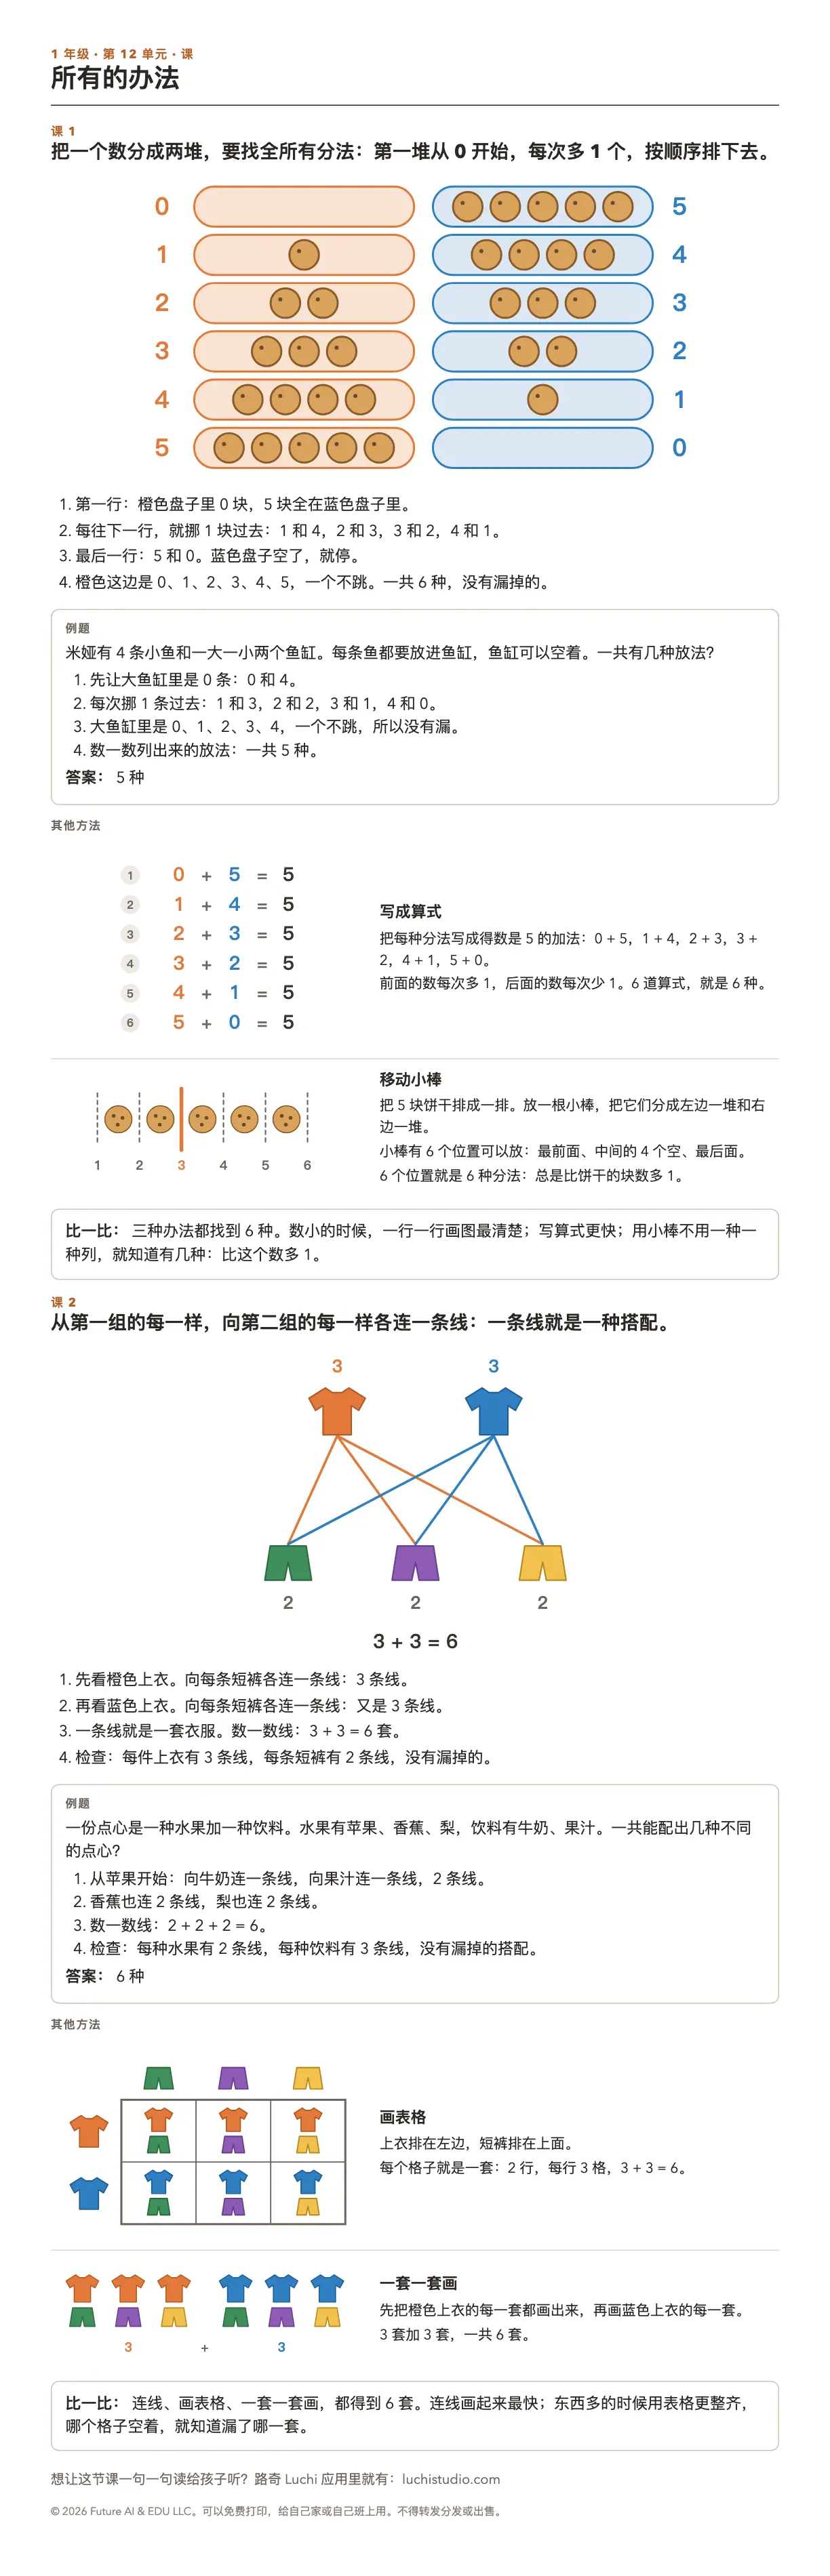 1 年级 · 第 12 单元 · 课
所有的办法
课 1
把一个数分成两堆，要找全所有分法：第一堆从 0 开始，每次多 1 个，按顺序排下去。
0 5
1 4
2 3
3 2
4 1
5 0
1. 第一行：橙色盘子里 0 块，5 块全在蓝色盘子里。
2. 每往下一行，就挪 1 块过去：1 和 4，2 和 3，3 和 2，4 和 1。
3. 最后一行：5 和 0。蓝色盘子空了，就停。
4. 橙色这边是 0、1、2、3、4、5，一个不跳。一共 6 种，没有漏掉的。
例题
米娅有 4 条小鱼和一大一小两个鱼缸。每条鱼都要放进鱼缸，鱼缸可以空着。一共有几种放法？
1. 先让大鱼缸里是 0 条：0 和 4。
2. 每次挪 1 条过去：1 和 3，2 和 2，3 和 1，4 和 0。
3. 大鱼缸里是 0、1、2、3、4，一个不跳，所以没有漏。
4. 数一数列出来的放法：一共 5 种。
答案： 5 种
其他方法
1 0 + 5 = 5
2 1 + 4 = 5
3 2 + 3 = 5
4 3 + 2 = 5
5 4 + 1 = 5
6 5 + 0 = 5
写成算式
把每种分法写成得数是 5 的加法：0 + 5，1 + 4，2 + 3，3 +
2，4 + 1，5 + 0。
前面的数每次多 1，后面的数每次少 1。6 道算式，就是 6 种。
1 2 3 4 5 6
移动小棒
把 5 块饼干排成一排。放一根小棒，把它们分成左边一堆和右
边一堆。
小棒有 6 个位置可以放：最前面、中间的 4 个空、最后面。
6 个位置就是 6 种分法：总是比饼干的块数多 1。
比一比： 三种办法都找到 6 种。数小的时候，一行一行画图最清楚；写算式更快；用小棒不用一种一
种列，就知道有几种：比这个数多 1。
课 2
从第一组的每一样，向第二组的每一样各连一条线：一条线就是一种搭配。
3 3
2 2 2
3 + 3 = 6
1. 先看橙色上衣。向每条短裤各连一条线：3 条线。
2. 再看蓝色上衣。向每条短裤各连一条线：又是 3 条线。
3. 一条线就是一套衣服。数一数线：3 + 3 = 6 套。
4. 检查：每件上衣有 3 条线，每条短裤有 2 条线，没有漏掉的。
例题
一份点心是一种水果加一种饮料。水果有苹果、香蕉、梨，饮料有牛奶、果汁。一共能配出几种不同
的点心？
1. 从苹果开始：向牛奶连一条线，向果汁连一条线，2 条线。
2. 香蕉也连 2 条线，梨也连 2 条线。
3. 数一数线：2 + 2 + 2 = 6。
4. 检查：每种水果有 2 条线，每种饮料有 3 条线，没有漏掉的搭配。
答案： 6 种
其他方法
画表格
上衣排在左边，短裤排在上面。
每个格子就是一套：2 行，每行 3 格，3 + 3 = 6。
3 + 3
一套一套画
先把橙色上衣的每一套都画出来，再画蓝色上衣的每一套。
3 套加 3 套，一共 6 套。
比一比： 连线、画表格、一套一套画，都得到 6 套。连线画起来最快；东西多的时候用表格更整齐，
哪个格子空着，就知道漏了哪一套。
想让这节课一句一句读给孩子听？路奇 Luchi 应用里就有：luchistudio.com
© 2026 Future AI & EDU LLC。可以免费打印，给自己家或自己班上用。不得转发分发或出售。